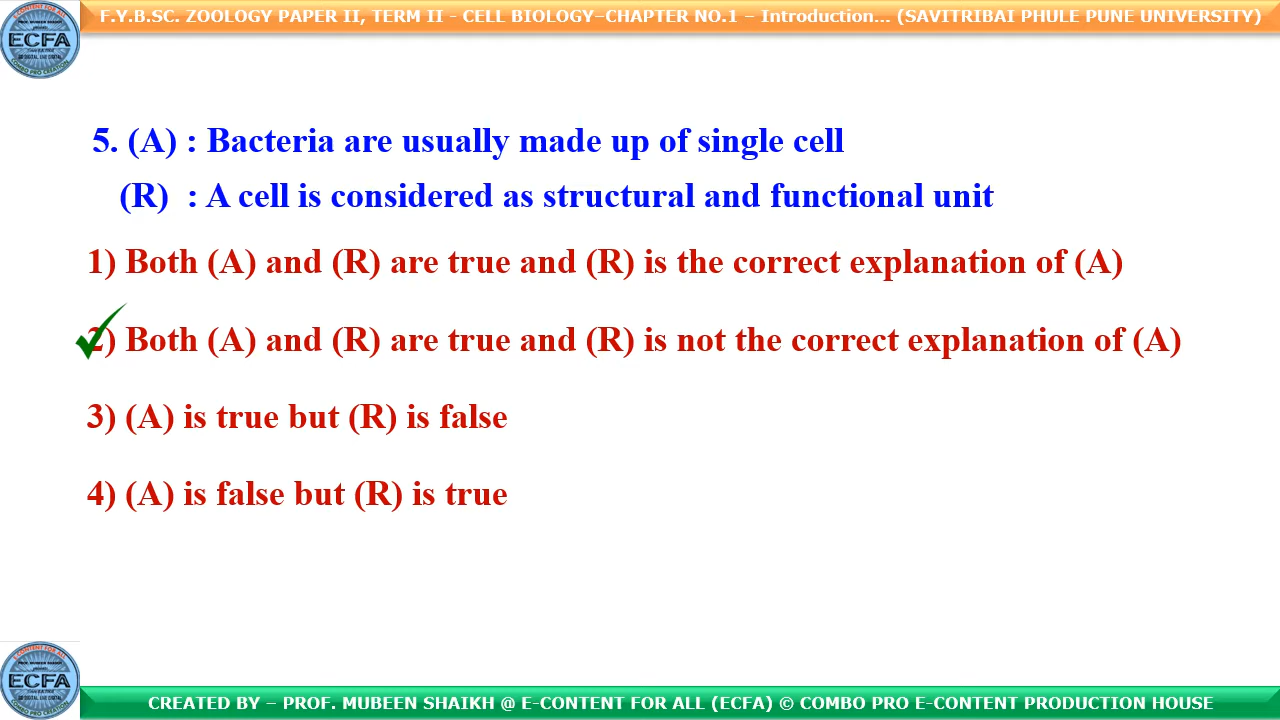 F.Y.B.SC. ZOOLOGY PAPER II, TERM II - CELL BIOLOGY–CHAPTER NO.1 – Introduction... (SAVITRIBAI PHULE PUNE UNIVERSITY)
ECFA
5. (A) : Bacteria are usually made up of single cell
(R) : A cell is considered as structural and functional unit
1) Both (A) and (R) are true and (R) is the correct explanation of (A)
2) Both (A) and (R) are true and (R) is not the correct explanation of (A)
3) (A) is true but (R) is false
4) (A) is false but (R) is true
ECFA
CREATED BY – PROF. MUBEEN SHAIKH @ E-CONTENT FOR ALL (ECFA) © COMBO PRO E-CONTENT PRODUCTION HOUSE